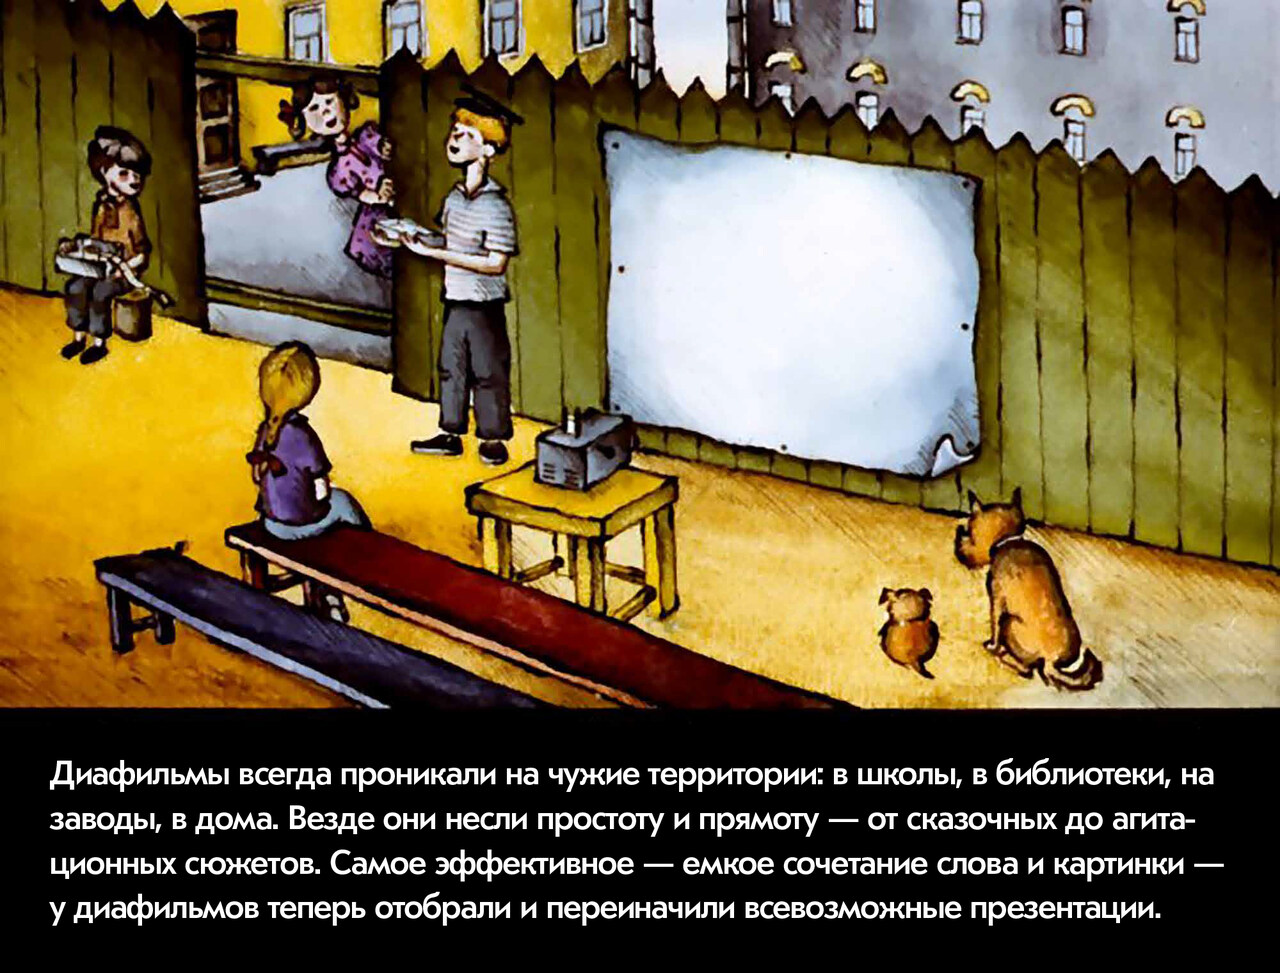 Диафильмы всегда проникали на чужие территории: в школы, в библиотеки, на
заводы, в дома. Везде они несли простоту и прямоту — от сказочных до агита-
ционных сюжетов. Самое эффективное — емкое сочетание слова и картинки —
у диафильмов теперь отобрали и переиначили всевозможные презентации.